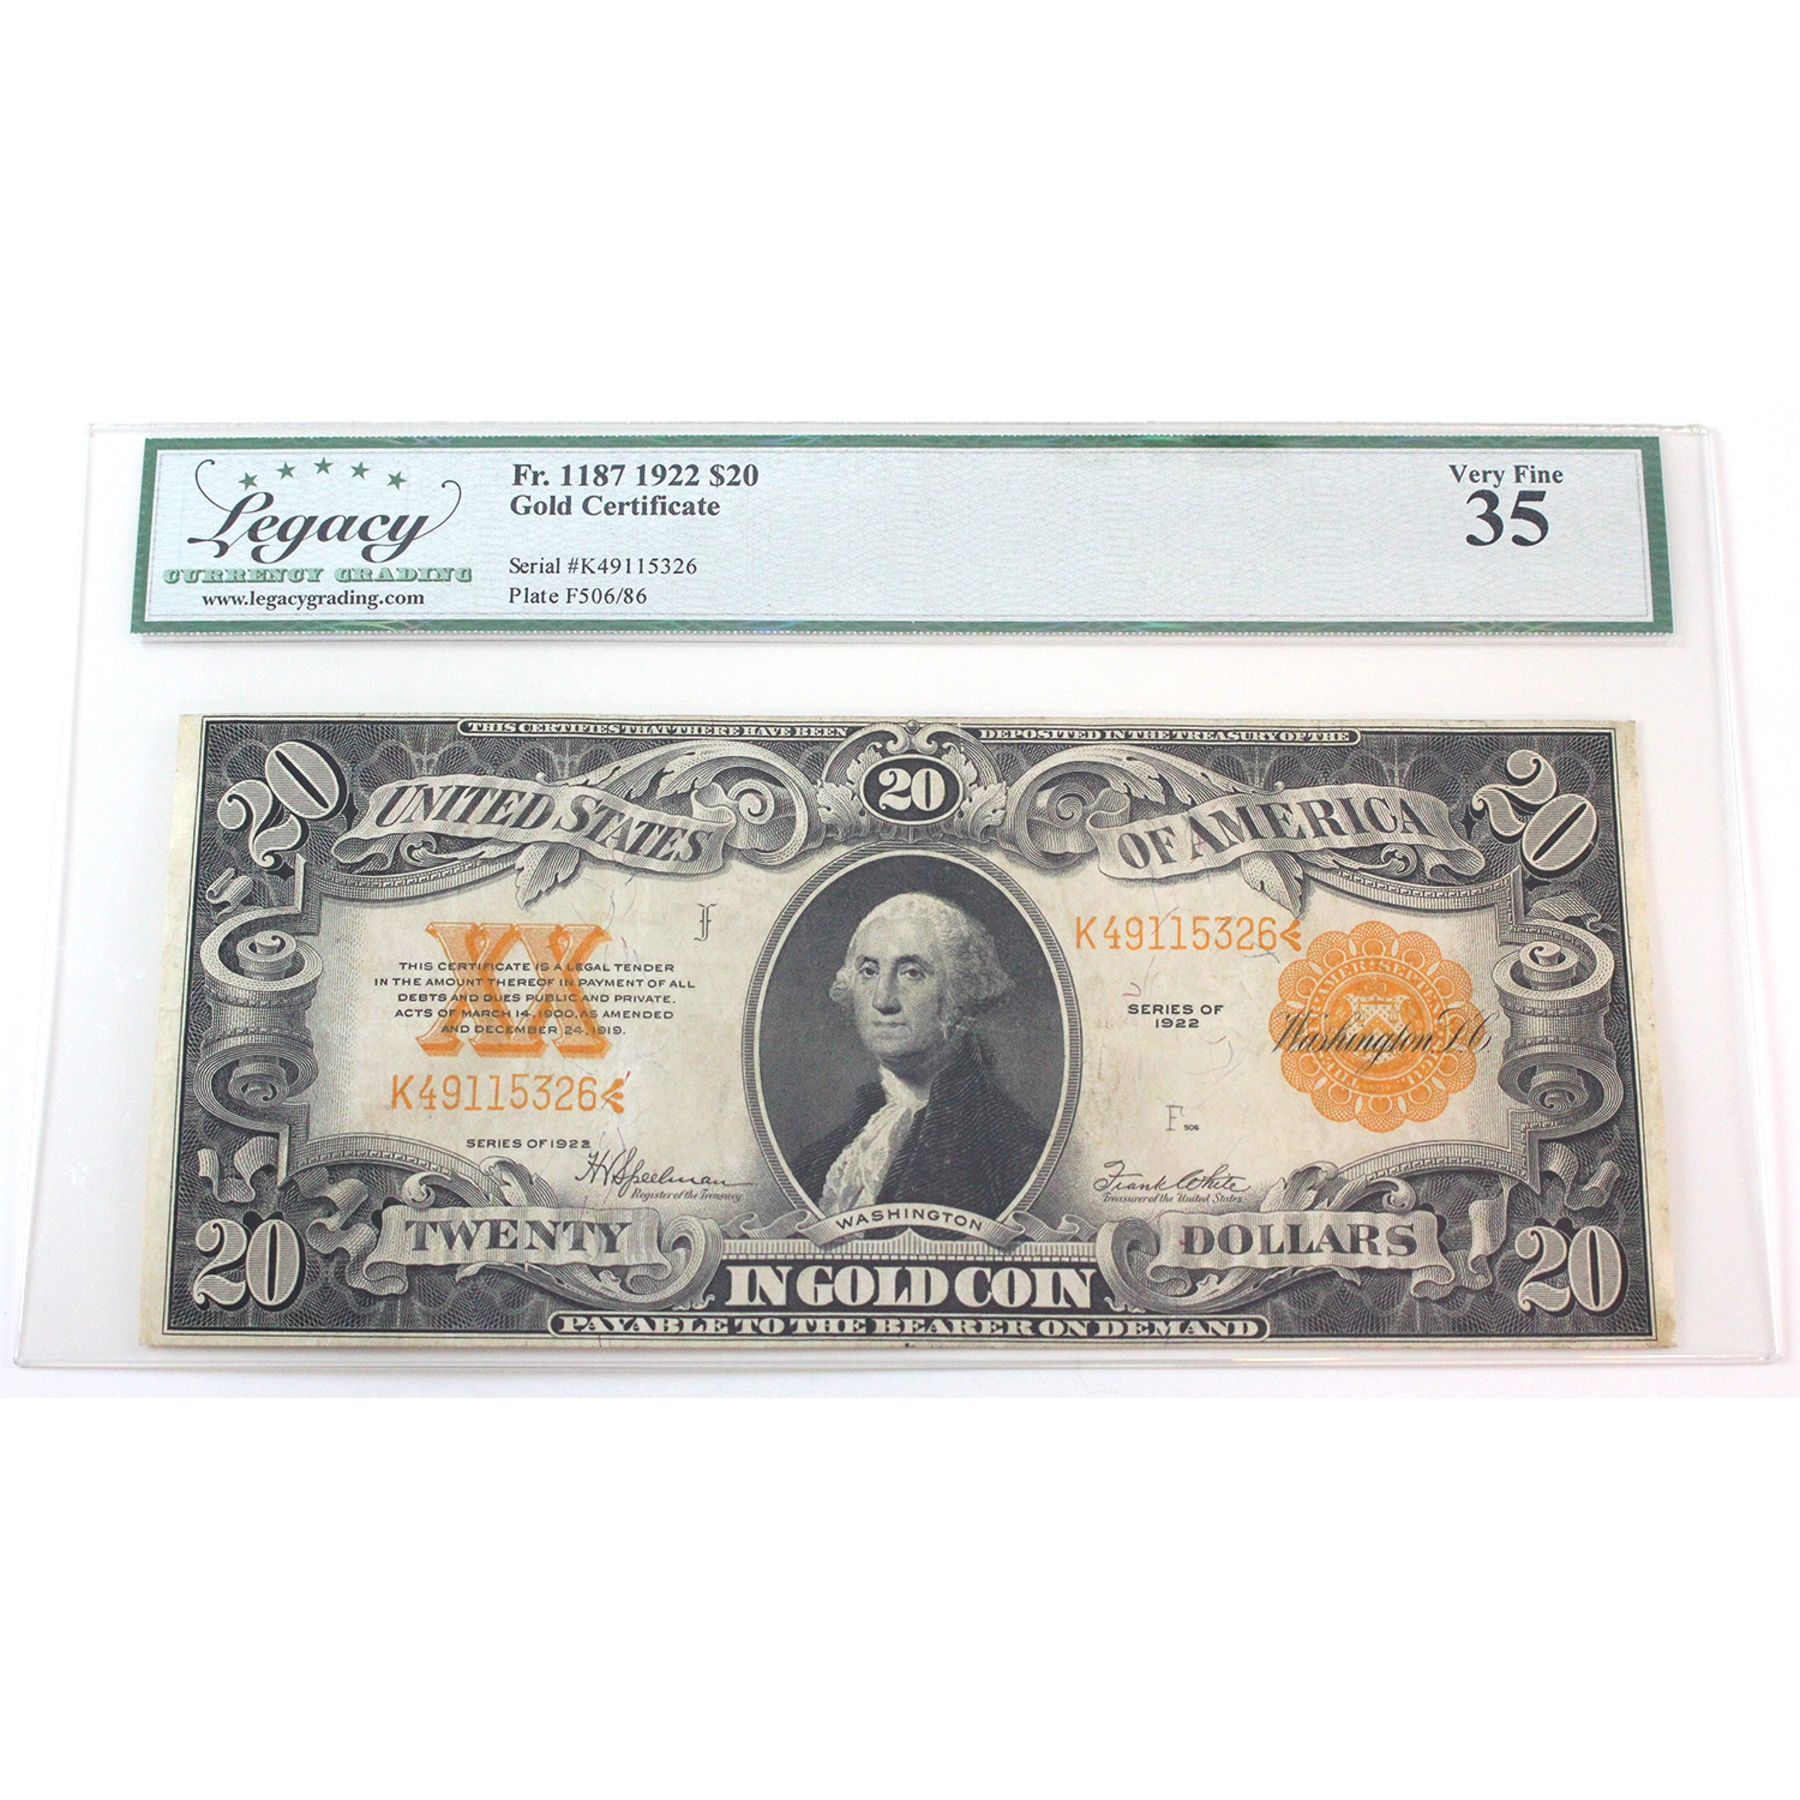 Legacy
CURRENCY GRADING
www.legacygrading.com
Fr. 1187 1922 $20
Gold Certificate
Serial #K49115326
Plate F506/86
Very Fine
35
THIS CERTIFIES THAT THERE HAVE BEEN
DEPOSITED IN THE TREASURY OF THE
20
20
20
UNITED STATES
OF AMERICA
XX
F
THIS CERTIFICATE IS A LEGAL TENDER
IN THE AMOUNT THEREOF IN PAYMENT OF ALL
DEBTS AND DUES PUBLIC AND PRIVATE.
ACTS OF MARCH 14, 1900, AS AMENDED
AND DECEMBER 24, 1919.
K49115326
K49115326
SERIES OF
1922
Washington, D.C.
F 506
SERIES OF 1922
H V Speelman
Register of the Treasury
Frank White
Treasurer of the United States.
WASHINGTON
20
TWENTY
DOLLARS
20
IN GOLD COIN
PAYABLE TO THE BEARER ON DEMAND